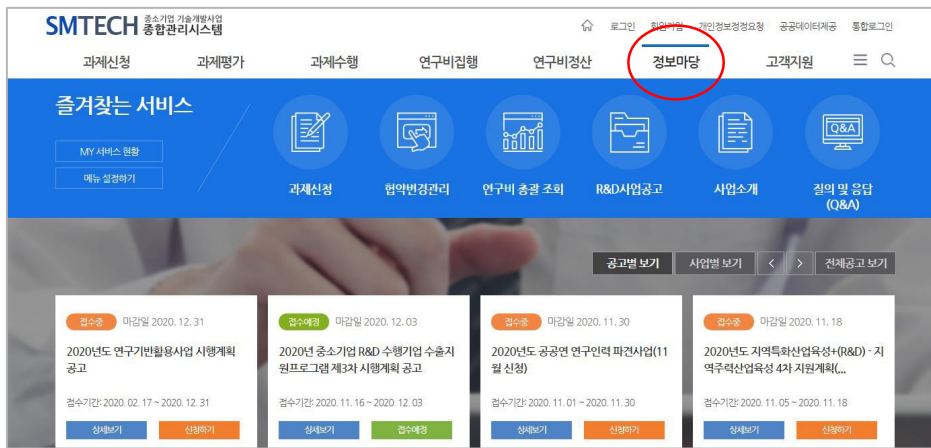 SMTECH 중소기업 기술개발사업 종합관리시스템
로그인 회원가입 개인정보정정요청 공공데이터제공 통합로그인
과제신청 과제평가 과제수행 연구비집행 연구비정산 정보마당 고객지원
즐겨찾는 서비스
MY 서비스 현황
메뉴 설정하기
Q&A
과제신청 협약변경관리 연구비 총괄 조회 R&D사업공고 사업소개 질의 및 응답
(Q&A)
공고별 보기 사업별 보기 < > 전체공고 보기
접수중 마감일 2020. 12. 31
2020년도 연구기반활용사업 시행계획
공고
접수기간: 2020. 02. 17 ~ 2020. 12. 31
상세보기 신청하기
접수예정 마감일 2020. 12. 03
2020년 중소기업 R&D 수행기업 수출지
원프로그램 제3차 시행계획 공고
접수기간: 2020. 11. 16 ~ 2020. 12. 03
상세보기 접수예정
접수중 마감일 2020. 11. 30
2020년도 공공연 연구인력 파견사업(11
월 신청)
접수기간: 2020. 11. 01 ~ 2020. 11. 30
상세보기 신청하기
접수중 마감일 2020. 11. 18
2020년도 지역특화산업육성+(R&D) - 지
역주력산업육성 4차 지원계획(...
접수기간: 2020. 11. 05 ~ 2020. 11. 18
상세보기 신청하기